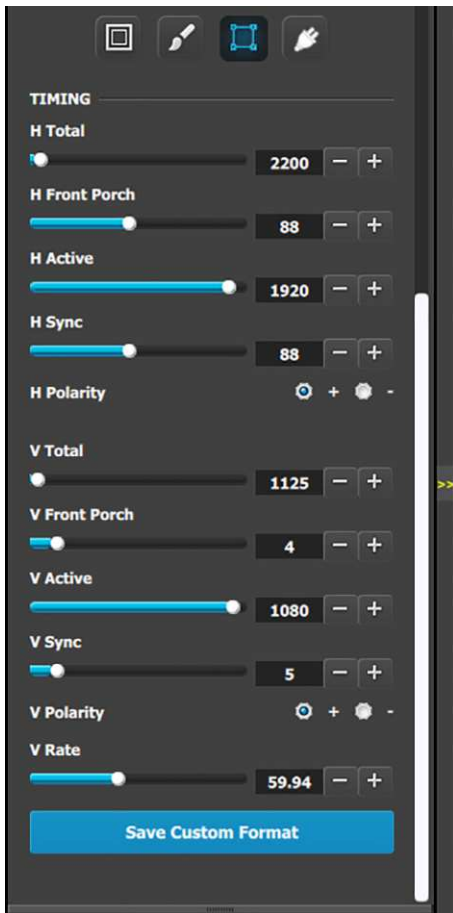 TIMING
H Total
2200 − +
H Front Porch
88 − +
H Active
1920 − +
H Sync
88 − +
H Polarity + -
V Total
1125 − +
>>
V Front Porch
4 − +
V Active
1080 − +
V Sync
5 − +
V Polarity + -
V Rate
59.94 − +
Save Custom Format